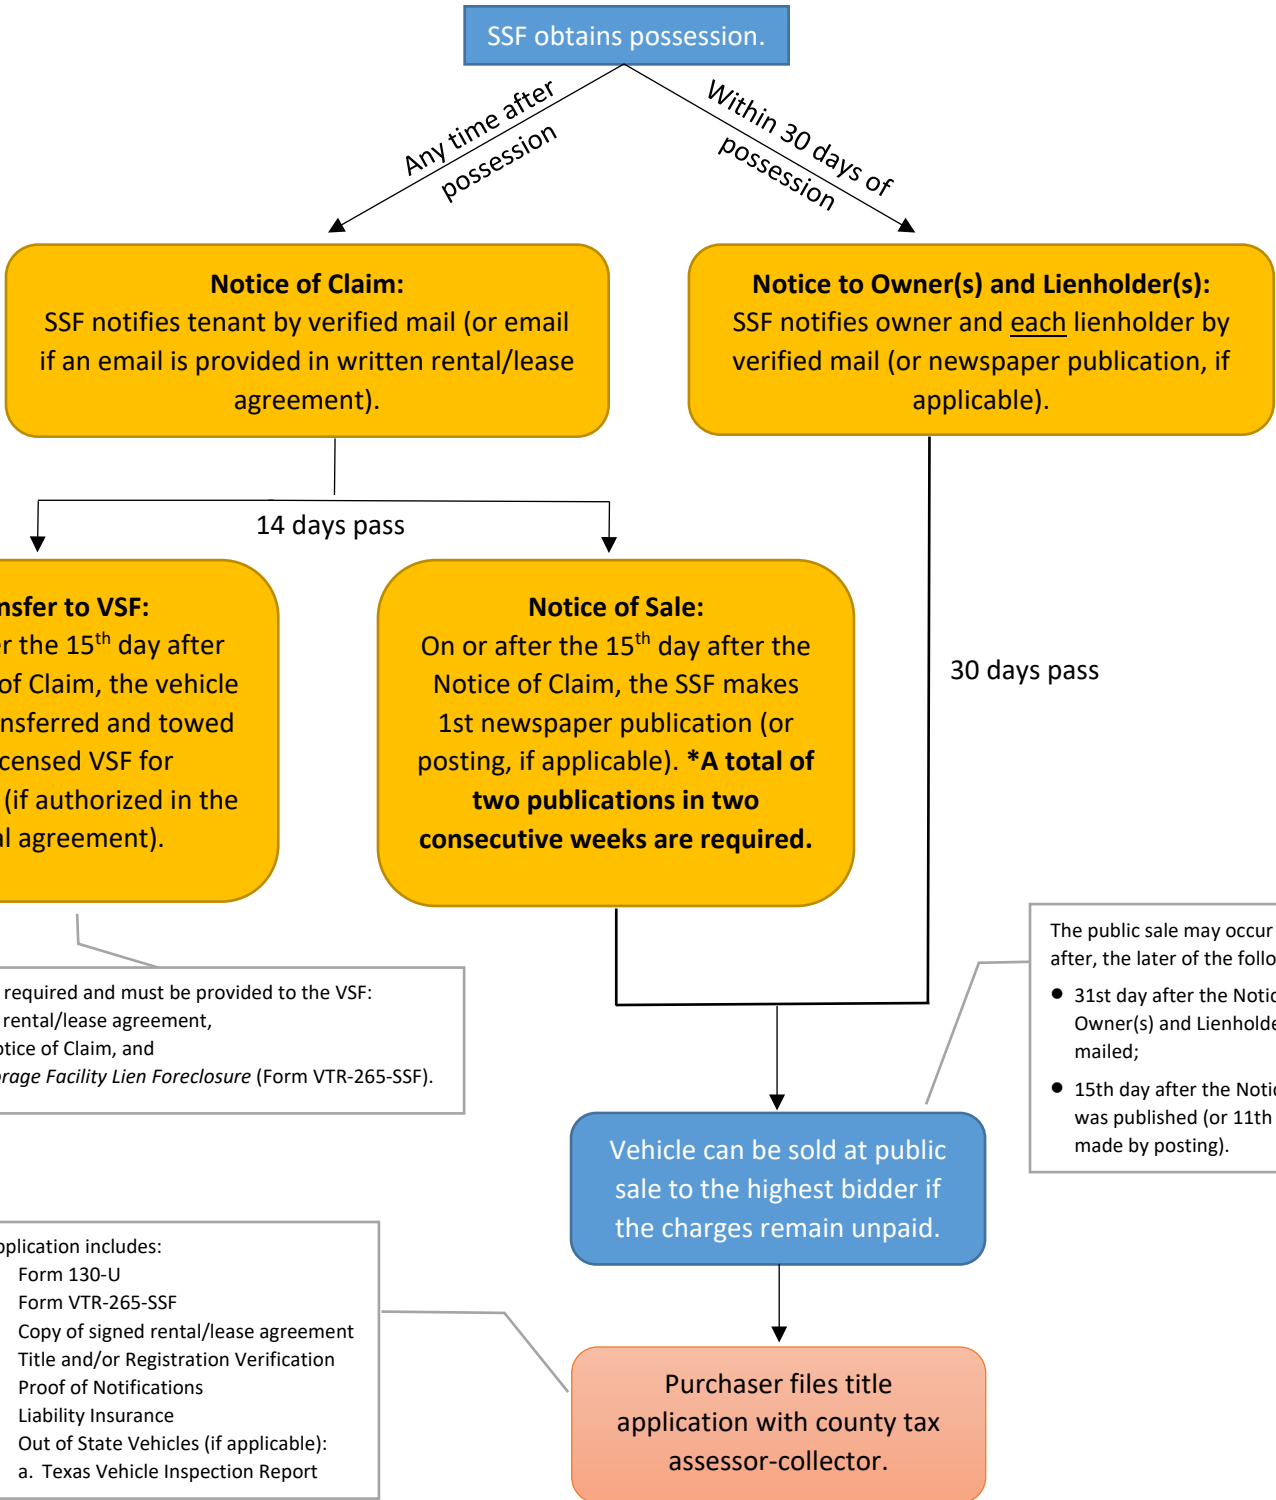 SSF obtains possession.
Any time after
possession
Within 30 days of
possession
Notice of Claim:
SSF notifies tenant by verified mail (or email
if an email is provided in written rental/lease
agreement).
Notice to Owner(s) and Lienholder(s):
SSF notifies owner and each lienholder by
verified mail (or newspaper publication, if
applicable).
14 days pass
nsfer to VSF:
er the 15th day after
of Claim, the vehicle
nsferred and towed
censed VSF for
(if authorized in the
al agreement).
Notice of Sale:
On or after the 15th day after the
Notice of Claim, the SSF makes
1st newspaper publication (or
posting, if applicable). *A total of
two publications in two
consecutive weeks are required.
30 days pass
required and must be provided to the VSF:
rental/lease agreement,
otice of Claim, and
rage Facility Lien Foreclosure (Form VTR-265-SSF).
The public sale may occur
after, the later of the follo
● 31st day after the Notic
Owner(s) and Lienholde
mailed;
● 15th day after the Notic
was published (or 11th
made by posting).
Vehicle can be sold at public
sale to the highest bidder if
the charges remain unpaid.
pplication includes:
Form 130-U
Form VTR-265-SSF
Copy of signed rental/lease agreement
Title and/or Registration Verification
Proof of Notifications
Liability Insurance
Out of State Vehicles (if applicable):
a. Texas Vehicle Inspection Report
Purchaser files title
application with county tax
assessor-collector.